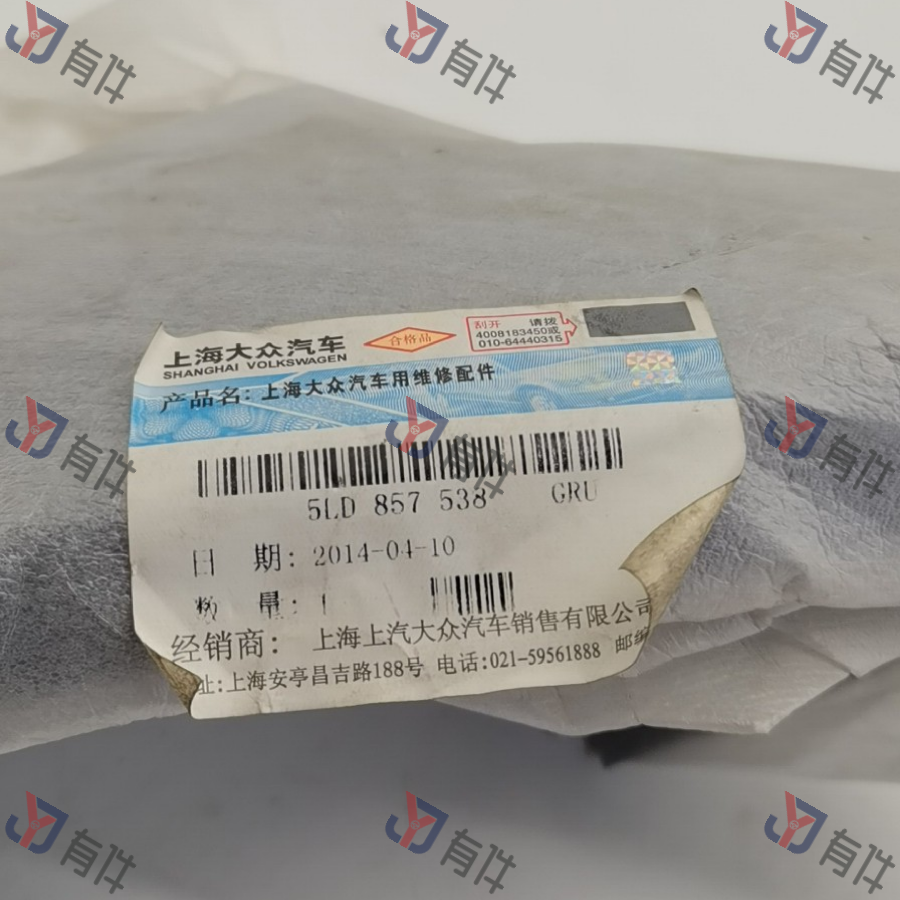 有件
有件
有件
上海大众汽车
SHANGHAI VOLKSWAGEN
合格品
刮开 请拨
4008183450或
010-64440315
产品名: 上海大众汽车用维修配件
有件
有件
有件
5LD 857 538 GRU
日 期: 2014-04-10
数 量: 1
经销商: 上海上汽大众汽车销售有限公司
址:上海安亭昌吉路188号 电话:021-59561888 邮编
有件
有件
有件